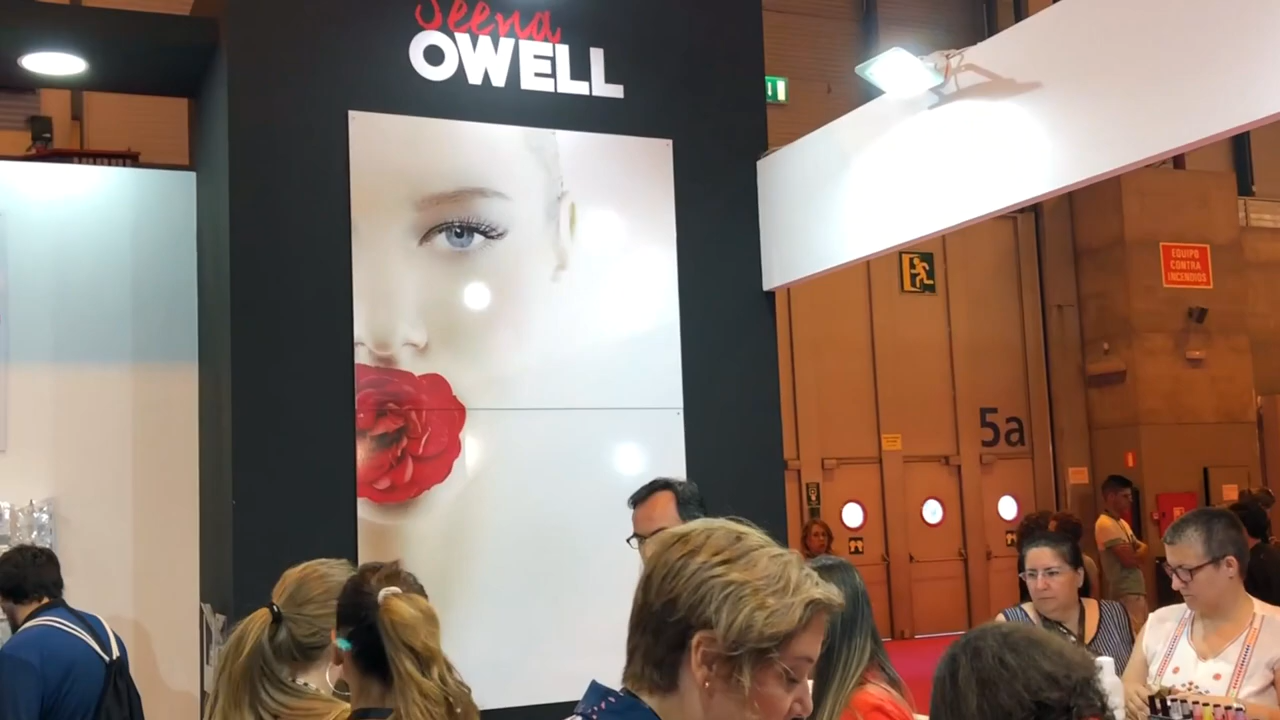 Seena
OWELL
EQUIPO
CONTRA
INCENDIOS
5a